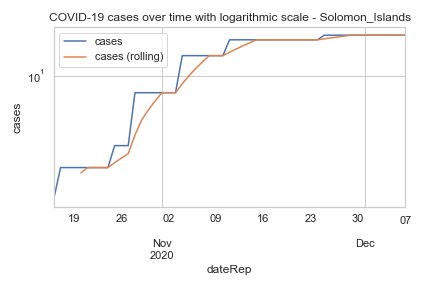 COVID-19 cases over time with logarithmic scale - Solomon_Islands
cases
cases (rolling)
10¹
cases
19 26 02 09 16 23 30 07
Nov Dec
2020
dateRep